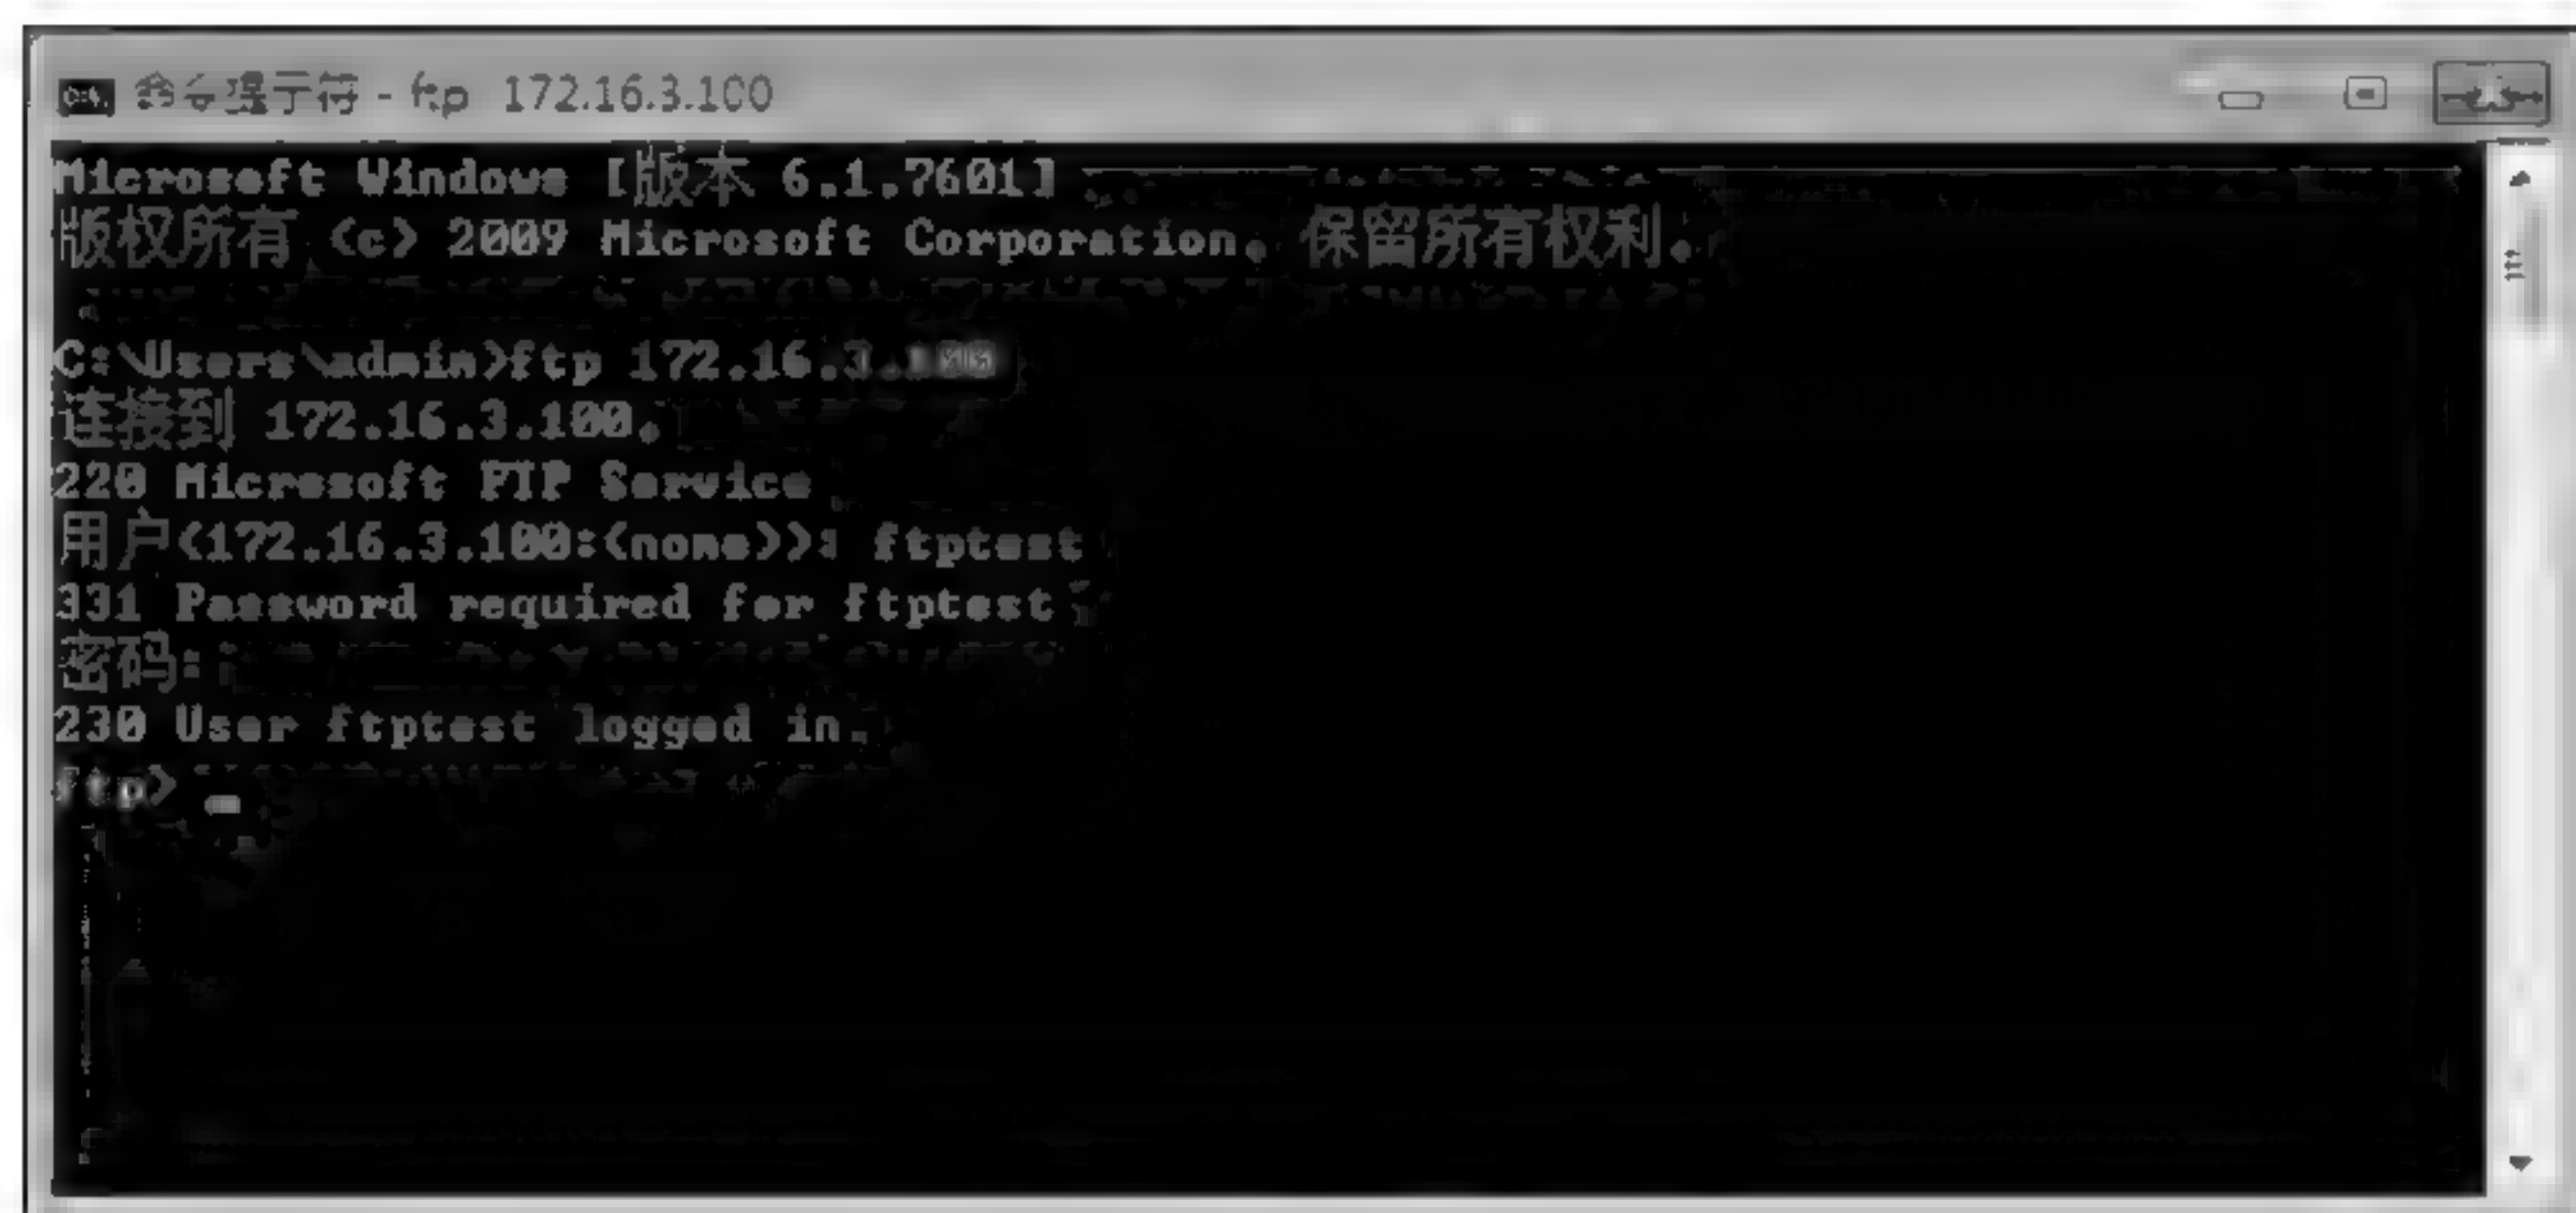 命令提示符 - ftp 172.16.3.100
Microsoft Windows [版本 6.1.7601]
版权所有 (c) 2009 Microsoft Corporation。保留所有权利。
C:\Users\admin>ftp 172.16.3.100
连接到 172.16.3.100。
220 Microsoft FTP Service
用户(172.16.3.100:(none)): ftptest
331 Password required for ftptest
密码:
230 User ftptest logged in.
ftp>